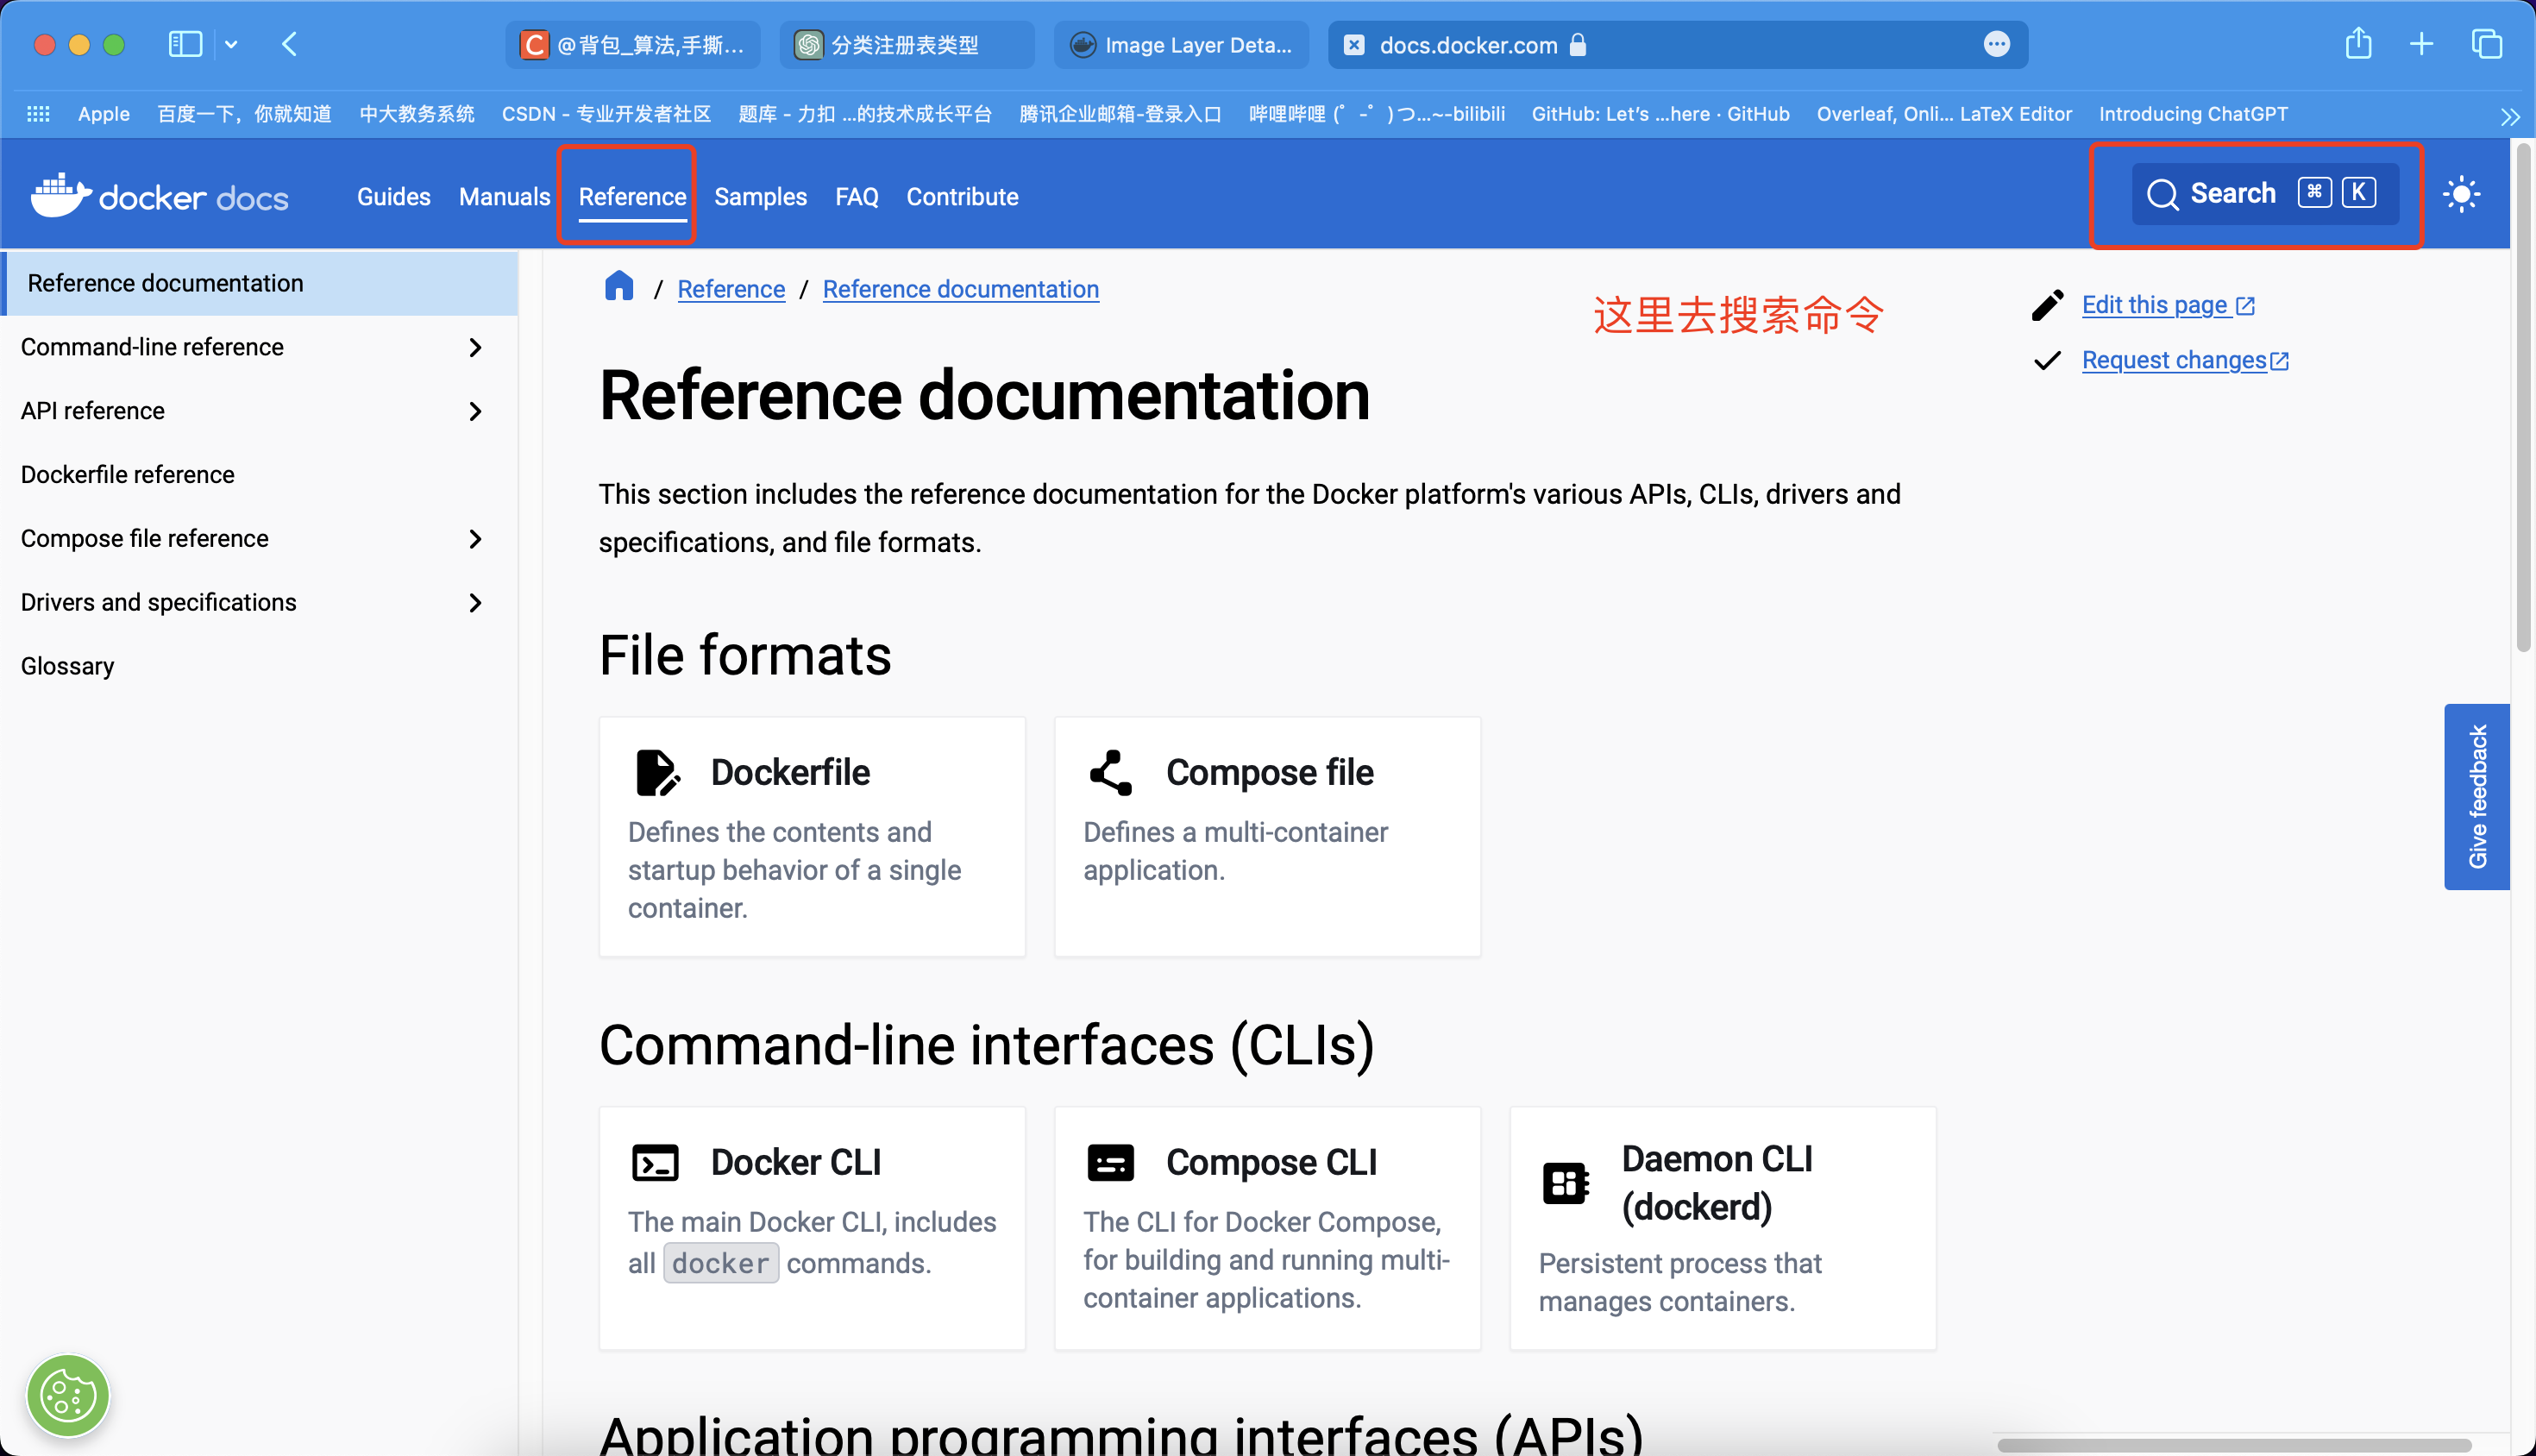 @背包_算法,手撕...
分类注册表类型
Image Layer Deta...
docs.docker.com
Apple
百度一下，你就知道
中大教务系统
CSDN - 专业开发者社区
题库 - 力扣 ...的技术成长平台
腾讯企业邮箱-登录入口
哔哩哔哩 (゜-゜)つ...~-bilibili
GitHub: Let’s ...here · GitHub
Overleaf, Onli... LaTeX Editor
Introducing ChatGPT
docker docs
Guides
Manuals
Reference
Samples
FAQ
Contribute
Search ⌘ K
Reference documentation
Command-line reference
API reference
Dockerfile reference
Compose file reference
Drivers and specifications
Glossary
/ Reference / Reference documentation
这里去搜索命令
Edit this page
Request changes
Reference documentation
This section includes the reference documentation for the Docker platform's various APIs, CLIs, drivers and
specifications, and file formats.
File formats
Dockerfile
Defines the contents and
startup behavior of a single
container.
Compose file
Defines a multi-container
application.
Give feedback
Command-line interfaces (CLIs)
Docker CLI
The main Docker CLI, includes
all docker commands.
Compose CLI
The CLI for Docker Compose,
for building and running multi-
container applications.
Daemon CLI
(dockerd)
Persistent process that
manages containers.
Application programming interfaces (APIs)